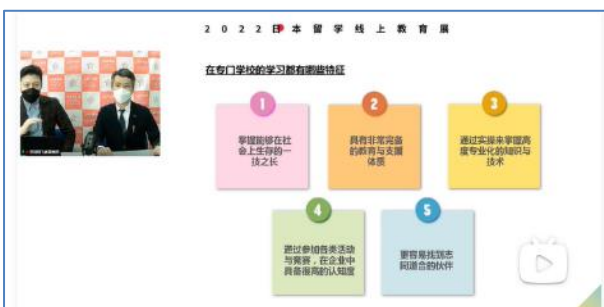 2022日本留学线上教育展
在专门学校的学习都有哪些特征
1
掌握能够在社
会上生存的一
技之长
2
具有非常完备
的教育与支援
体质
3
通过实操来掌握高
度专业化的知识与
技术
4
通过参加各类活动
与竞赛，在企业中
具备很高的认知度
5
更容易找到志
同道合的伙伴